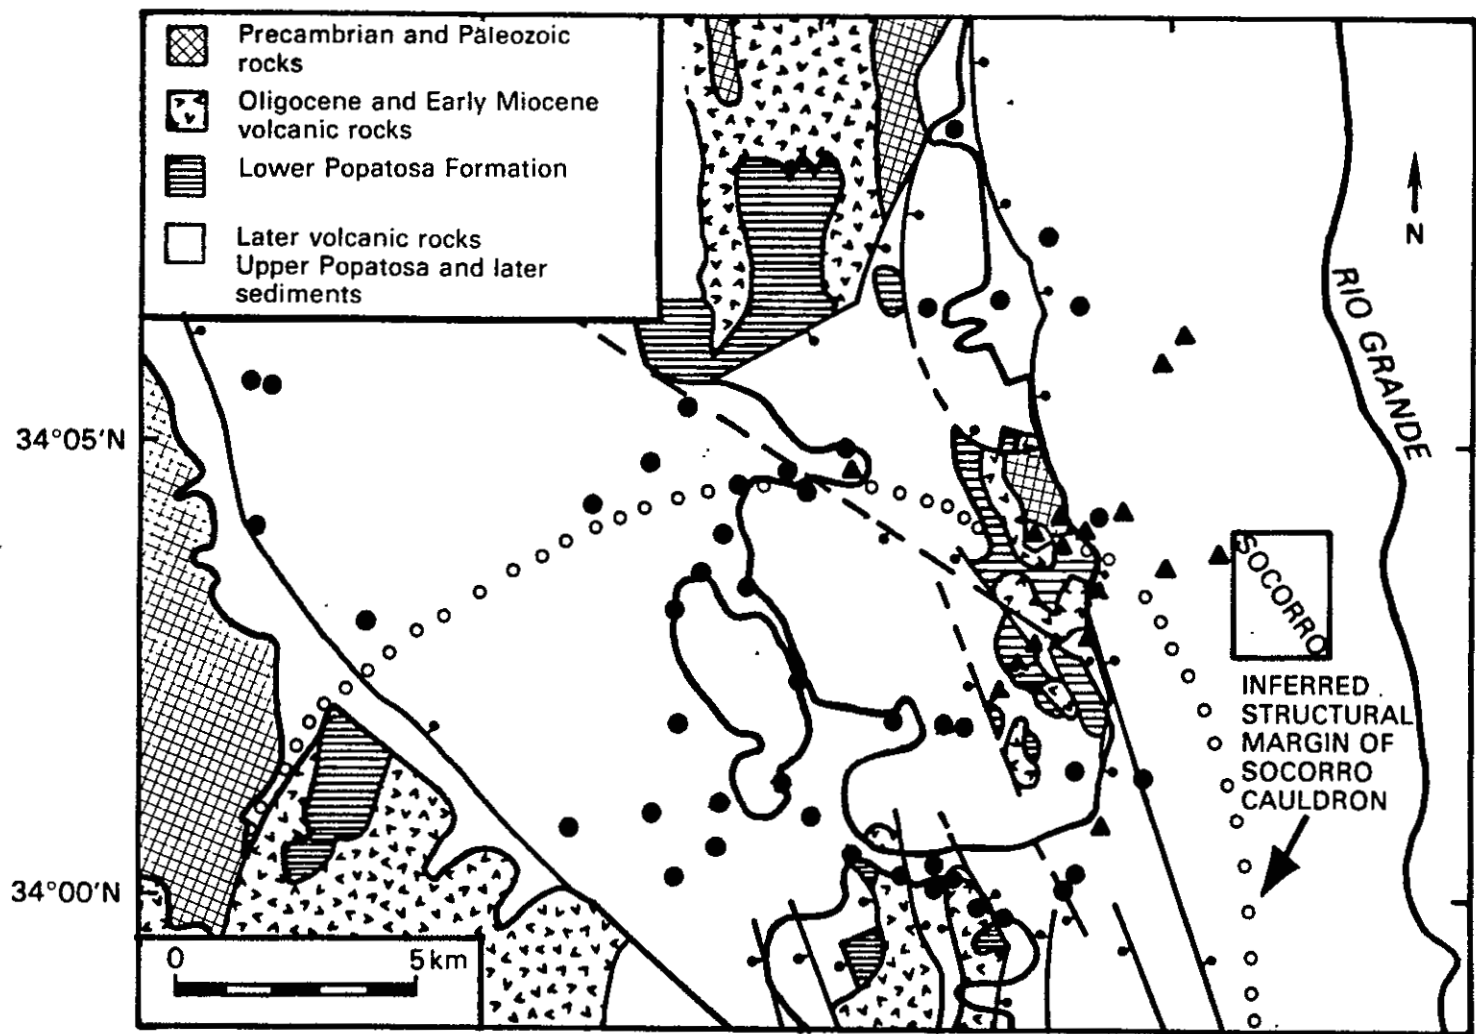 Precambrian and Paleozoic
rocks
Oligocene and Early Miocene
volcanic rocks
Lower Popatosa Formation
Later volcanic rocks
Upper Popatosa and later
sediments
N
RIO GRANDE
34°05'N
SOCORRO
INFERRED
STRUCTURAL
MARGIN OF
SOCORRO
CAULDRON
34°00'N
0 5 km